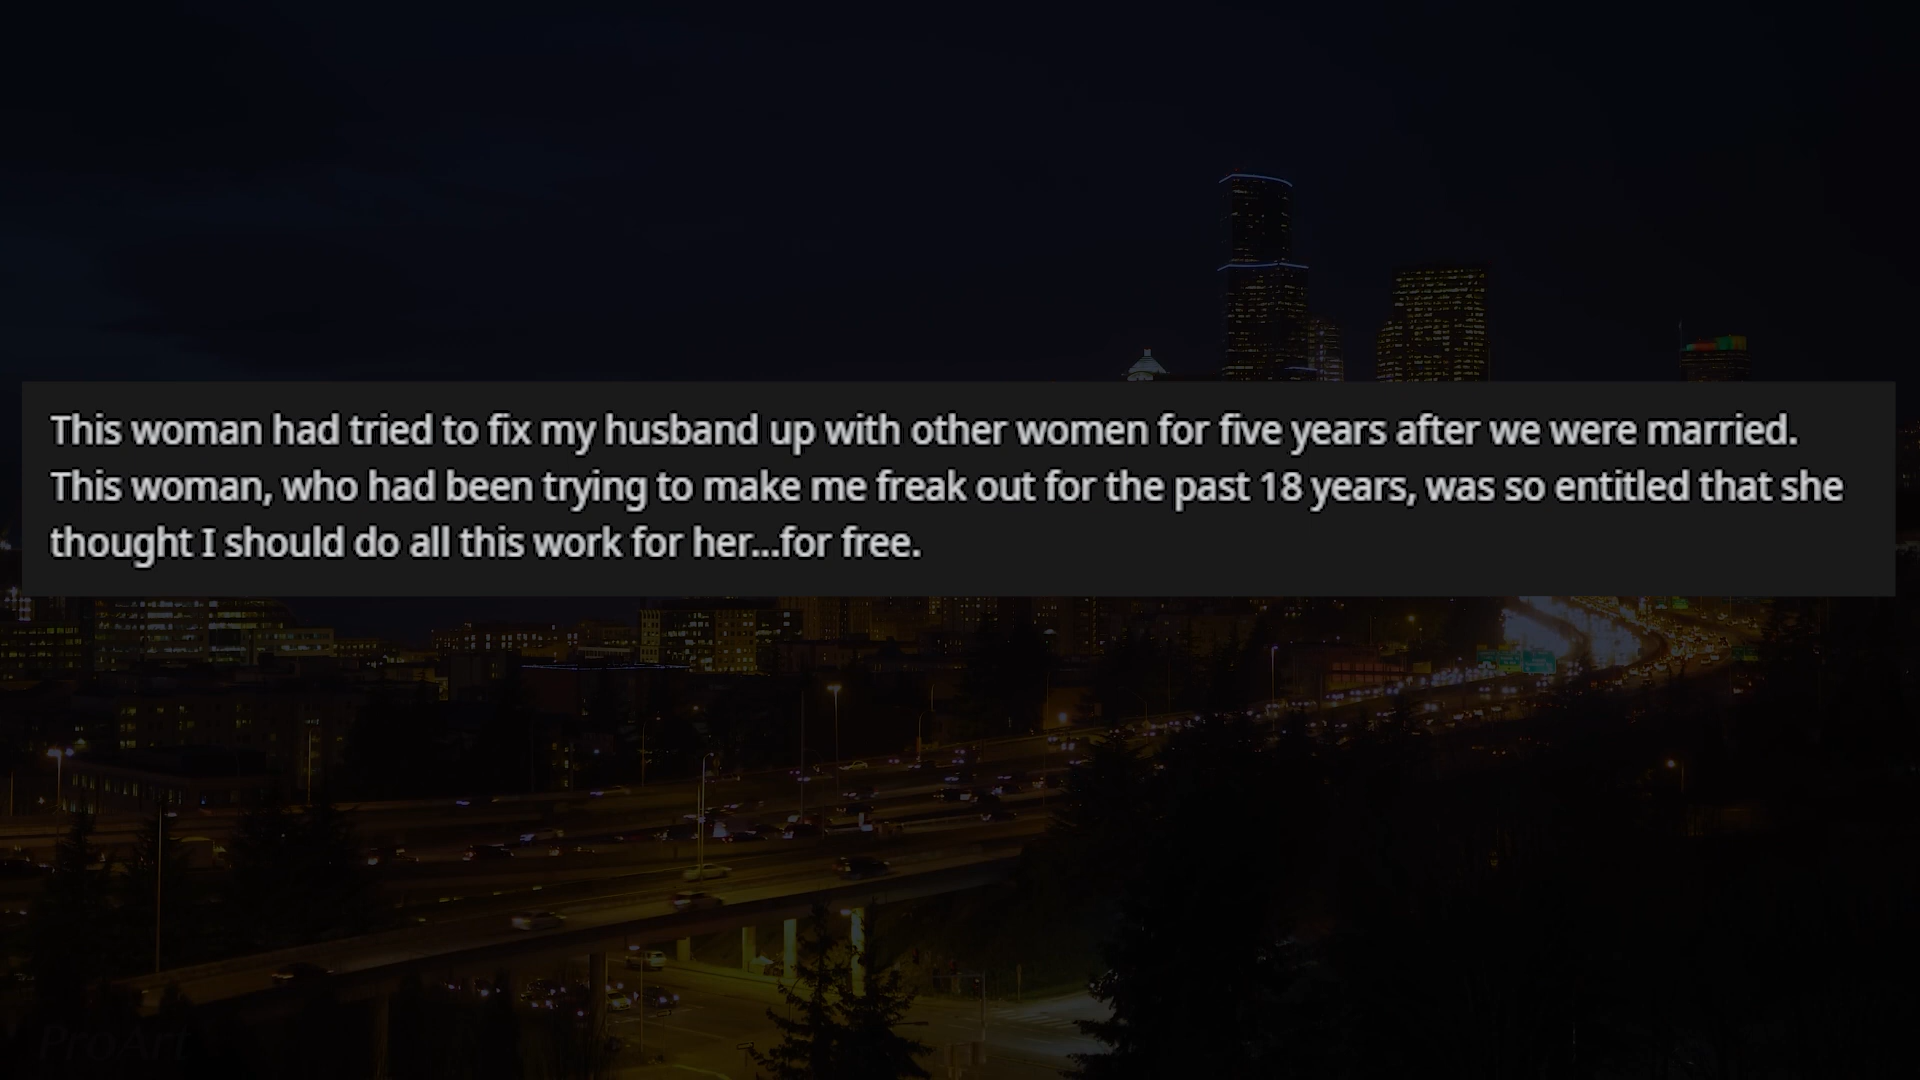 This woman had tried to fix my husband up with other women for five years after we were married.
This woman, who had been trying to make me freak out for the past 18 years, was so entitled that she
thought I should do all this work for her...for free.
ProArt